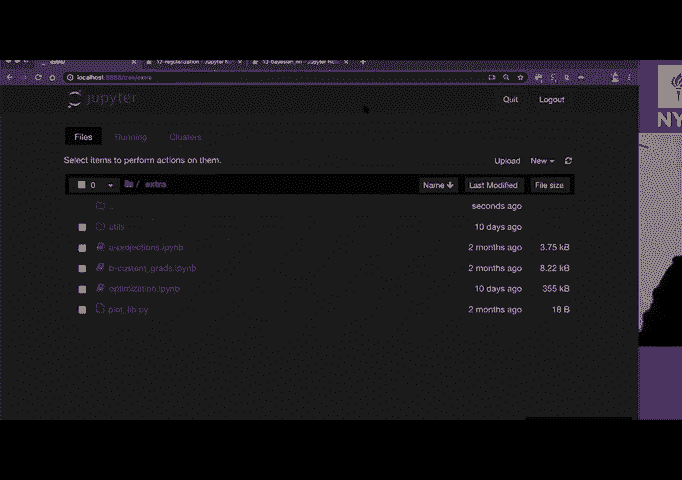 localhost:8888/tree/extra
jupyter
Quit Logout
Files Running Clusters
Select items to perform actions on them.
Upload New
0 / extra Name Last Modified File size
.. seconds ago
utils 10 days ago
a-projections.ipynb 2 months ago 3.75 kB
b-custom_grads.ipynb 2 months ago 8.22 kB
optimization.ipynb 10 days ago 355 kB
plot_lib.py 2 months ago 18 B
NY